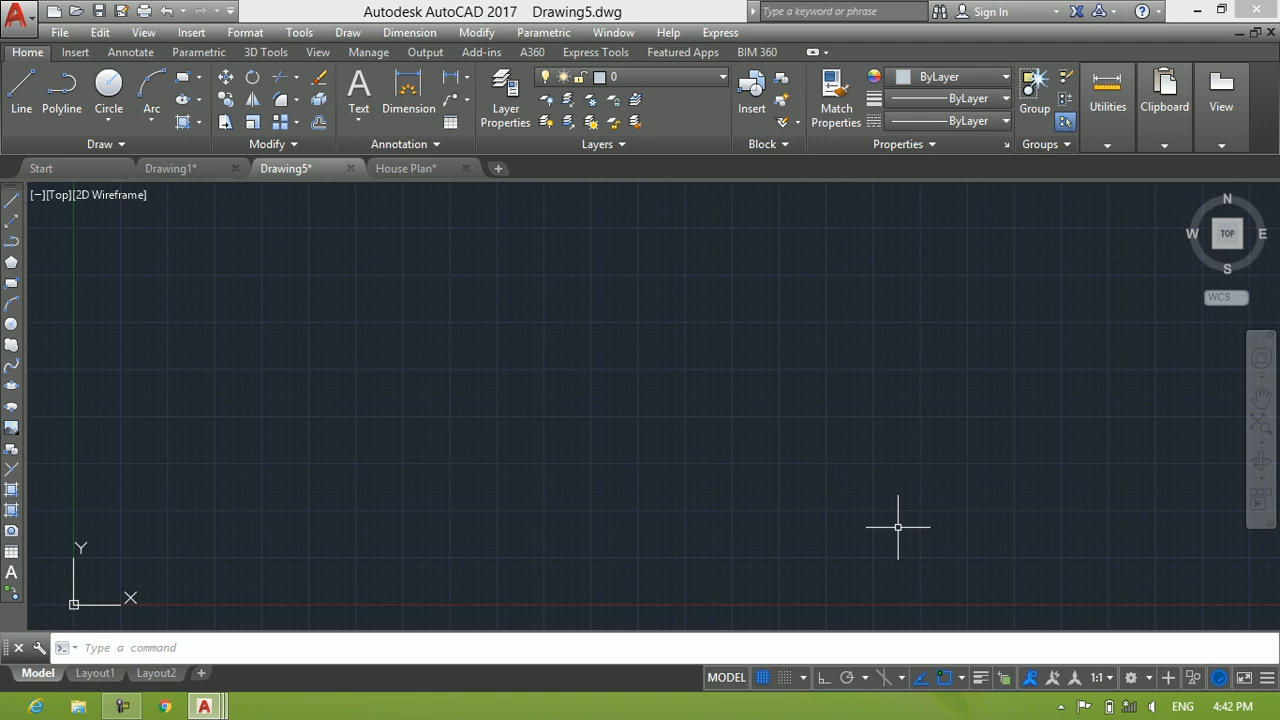 Autodesk AutoCAD 2017 Drawing5.dwg
Type a keyword or phrase
Sign In
File Edit View Insert Format Tools Draw Dimension Modify Parametric Window Help Express
Home Insert Annotate Parametric 3D Tools View Manage Output Add-ins A360 Express Tools Featured Apps BIM 360
0
ByLayer
ByLayer
ByLayer
Line Polyline Circle Arc
A
Text Dimension
Layer Properties
Insert
Match Properties
Group
Utilities Clipboard View
Draw Modify Annotation Layers Block Properties Groups
Start Drawing1* Drawing5* House Plan*
[−][Top][2D Wireframe]
N
W TOP E
S
WCS
Y
X
A
Type a command
Model Layout1 Layout2
MODEL 1:1
ENG 4:42 PM